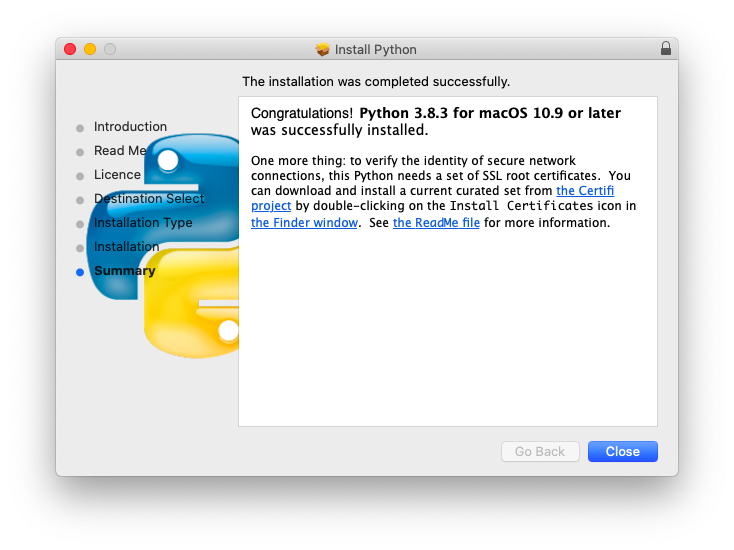 Install Python
The installation was completed successfully.
Introduction
Read Me
Licence
Destination Select
Installation Type
Installation
Summary
Congratulations! Python 3.8.3 for macOS 10.9 or later
was successfully installed.
One more thing: to verify the identity of secure network
connections, this Python needs a set of SSL root certificates.  You
can download and install a current curated set from the Certifi
project by double-clicking on the Install Certificates icon in
the Finder window.  See the ReadMe file for more information.
Go Back
Close